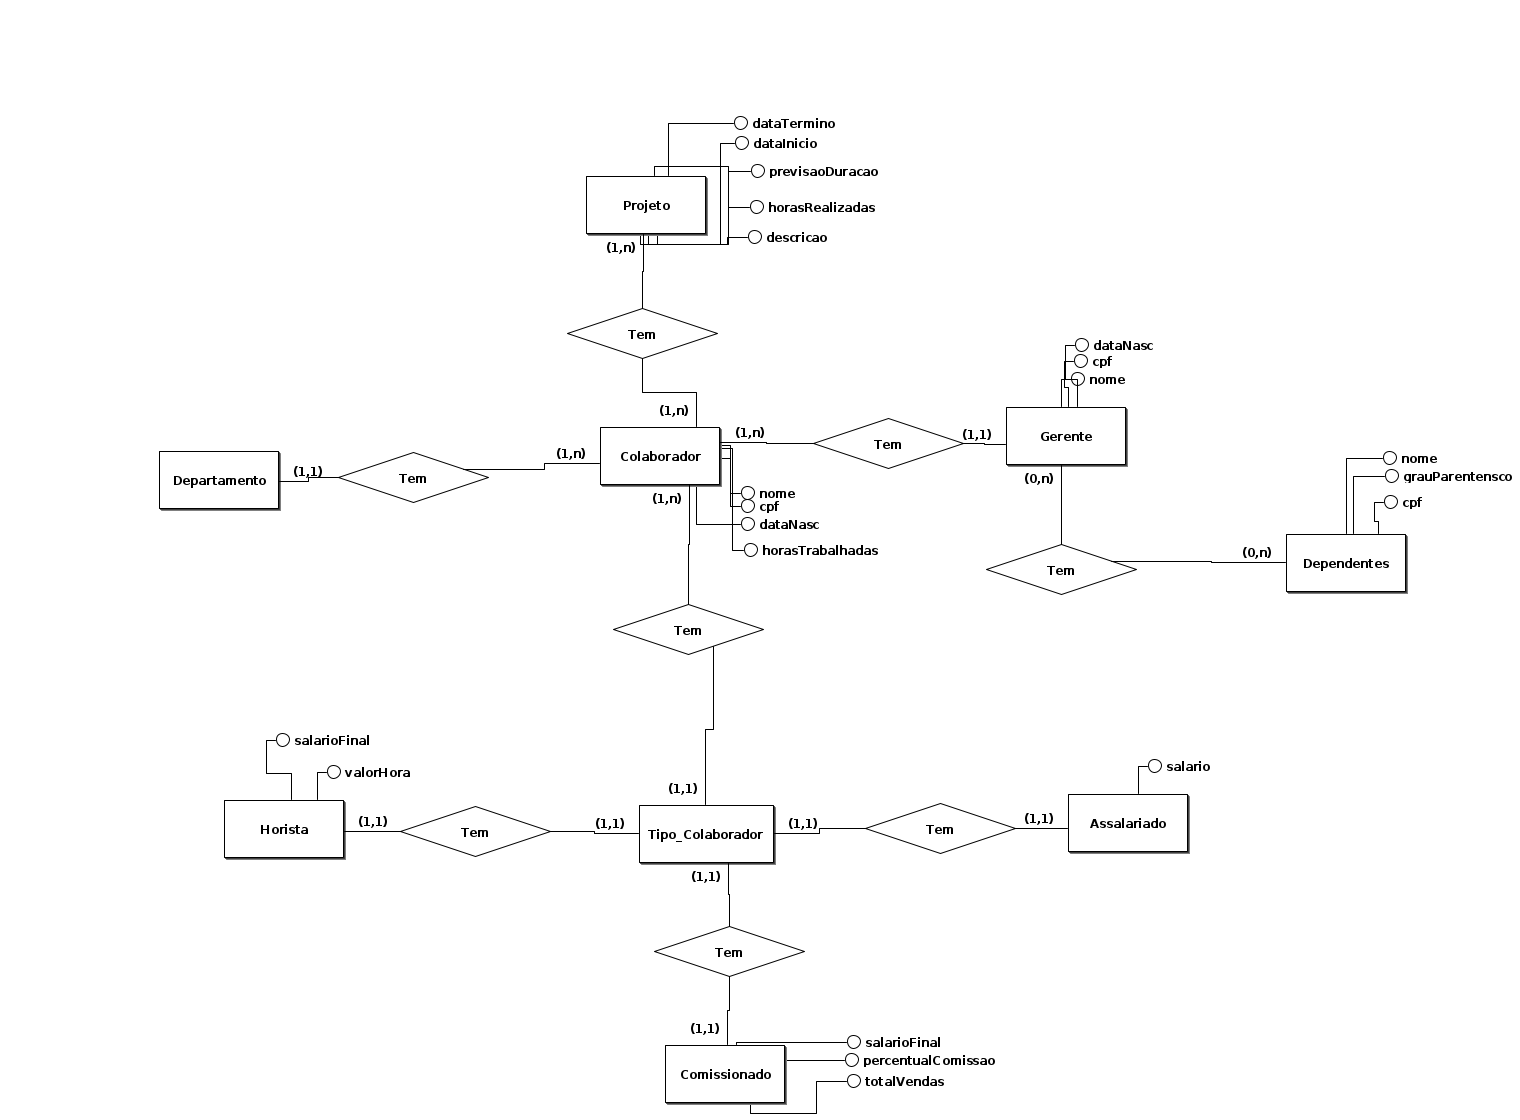 dataTermino
dataInicio
previsaoDuracao
Projeto
horasRealizadas
descricao
(1,n)
Tem
dataNasc
cpf
nome
(1,n)
(1,n)
(1,1)
Gerente
Tem
Colaborador
(1,n)
(1,1)
Departamento
Tem
nome
grauParentensco
cpf
(0,n)
(1,n)
nome
cpf
dataNasc
horasTrabalhadas
(0,n)
Tem
Dependentes
Tem
salarioFinal
valorHora
salario
(1,1)
Horista
(1,1)
Tem
(1,1)
Tipo_Colaborador
(1,1)
Tem
(1,1)
Assalariado
(1,1)
Tem
(1,1)
salarioFinal
percentualComissao
Comissionado
totalVendas